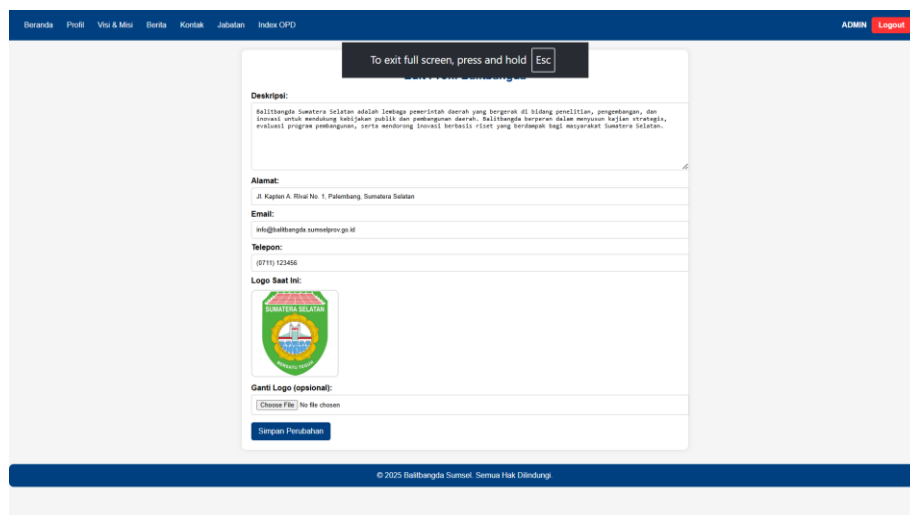 Beranda Profil Visi & Misi Berita Kontak Jabatan Index OPD ADMIN Logout
To exit full screen, press and hold Esc
Deskripsi:
Balitbangda Sumatera Selatan adalah lembaga pemerintah daerah yang bergerak di bidang penelitian, pengembangan, dan
inovasi untuk mendukung kebijakan publik dan pembangunan daerah. Balitbangda berperan dalam menyusun kajian strategis,
evaluasi program pembangunan, serta mendorong inovasi berbasis riset yang berdampak bagi masyarakat Sumatera Selatan.
Alamat:
Jl. Kapten A. Rivai No. 1, Palembang, Sumatera Selatan
Email:
info@balitbangda.sumselprov.go.id
Telepon:
(0711) 123456
Logo Saat Ini:
SUMATERA SELATAN
BERSATU TEGUH
Ganti Logo (opsional):
Choose File No file chosen
Simpan Perubahan
© 2025 Balitbangda Sumsel. Semua Hak Dilindungi.